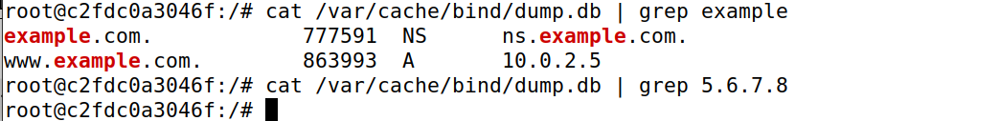 root@c2fdc0a3046f:/# cat /var/cache/bind/dump.db | grep example
example.com. 777591 NS ns.example.com.
www.example.com. 863993 A 10.0.2.5
root@c2fdc0a3046f:/# cat /var/cache/bind/dump.db | grep 5.6.7.8
root@c2fdc0a3046f:/#